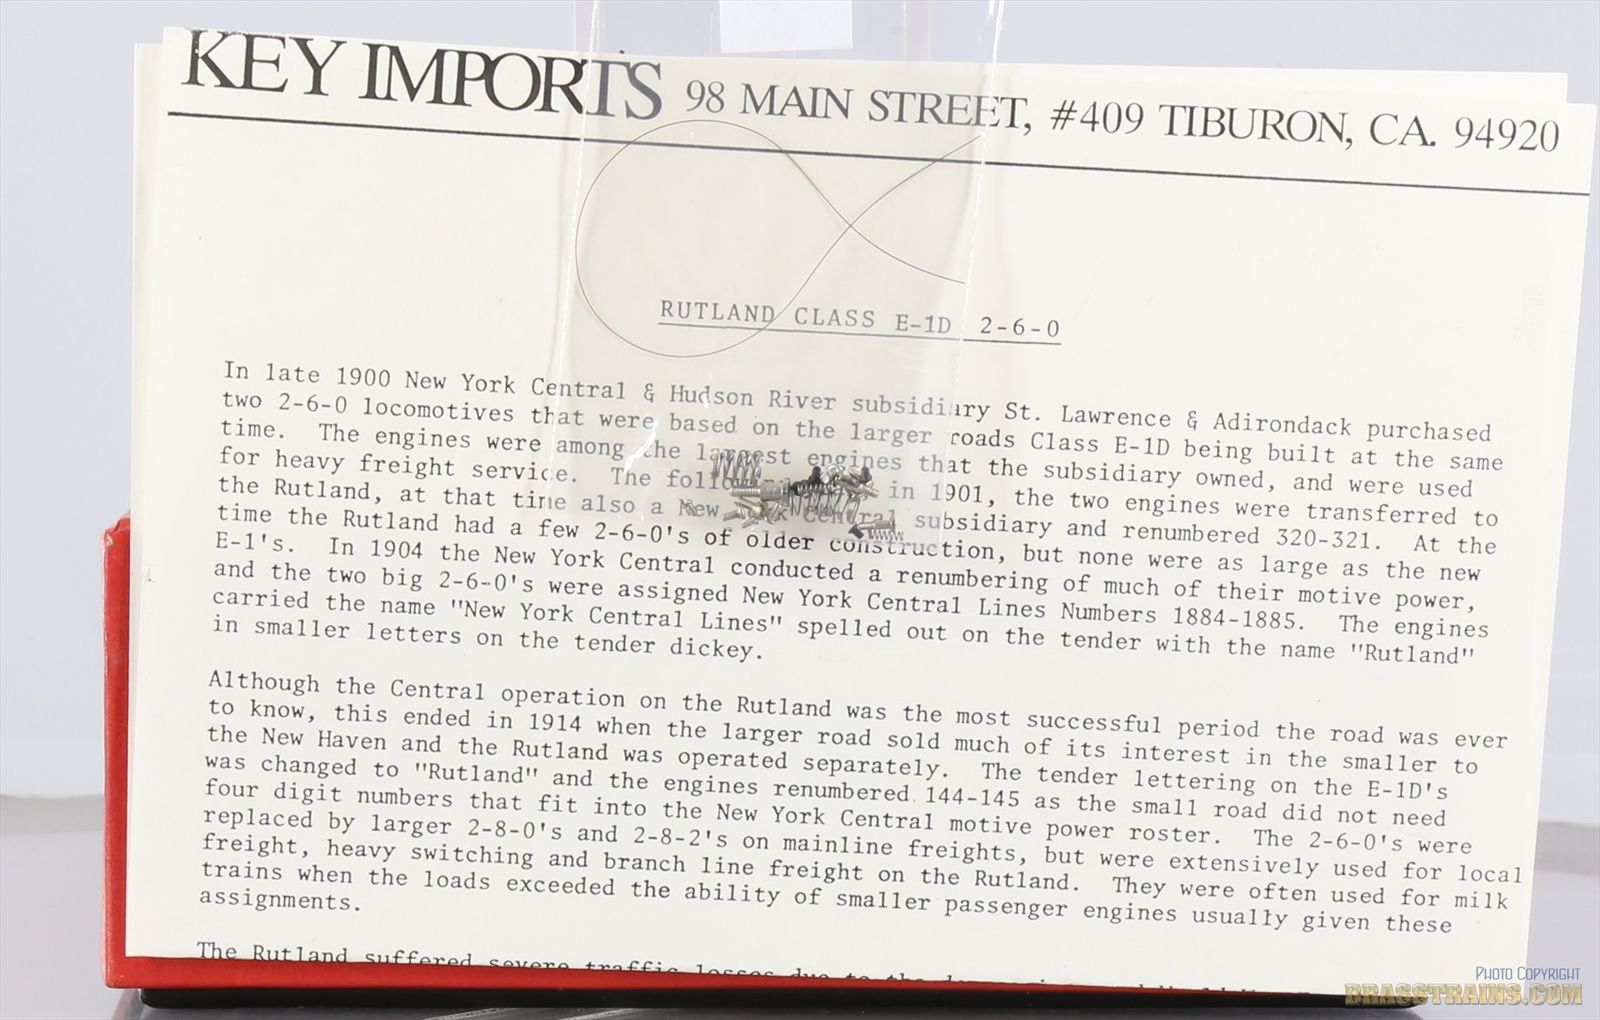 KEY IMPORTS 98 MAIN STREET, #409 TIBURON, CA. 94920
RUTLAND CLASS E-1D 2-6-0
In late 1900 New York Central & Hudson River subsidiary St. Lawrence & Adirondack purchased
two 2-6-0 locomotives that were based on the larger roads Class E-1D being built at the same
time. The engines were among the largest engines that the subsidiary owned, and were used
for heavy freight service. The in 1901, the two engines were transferred to
the Rutland, at that time also a New Central subsidiary and renumbered 320-321. At the
time the Rutland had a few 2-6-0's of older construction, but none were as large as the new
E-1's. In 1904 the New York Central conducted a renumbering of much of their motive power,
and the two big 2-6-0's were assigned New York Central Lines Numbers 1884-1885. The engines
carried the name "New York Central Lines" spelled out on the tender with the name "Rutland"
in smaller letters on the tender dickey.
Although the Central operation on the Rutland was the most successful period the road was ever
to know, this ended in 1914 when the larger road sold much of its interest in the smaller to
the New Haven and the Rutland was operated separately. The tender lettering on the E-1D's
was changed to "Rutland" and the engines renumbered 144-145 as the small road did not need
four digit numbers that fit into the New York Central motive power roster. The 2-6-0's were
replaced by larger 2-8-0's and 2-8-2's on mainline freights, but were extensively used for local
freight, heavy switching and branch line freight on the Rutland. They were often used for milk
trains when the loads exceeded the ability of smaller passenger engines usually given these
assignments.
The Rutland suffered severe traffic losses due to the
PHOTO COPYRIGHT
BRASSTRAINS.COM